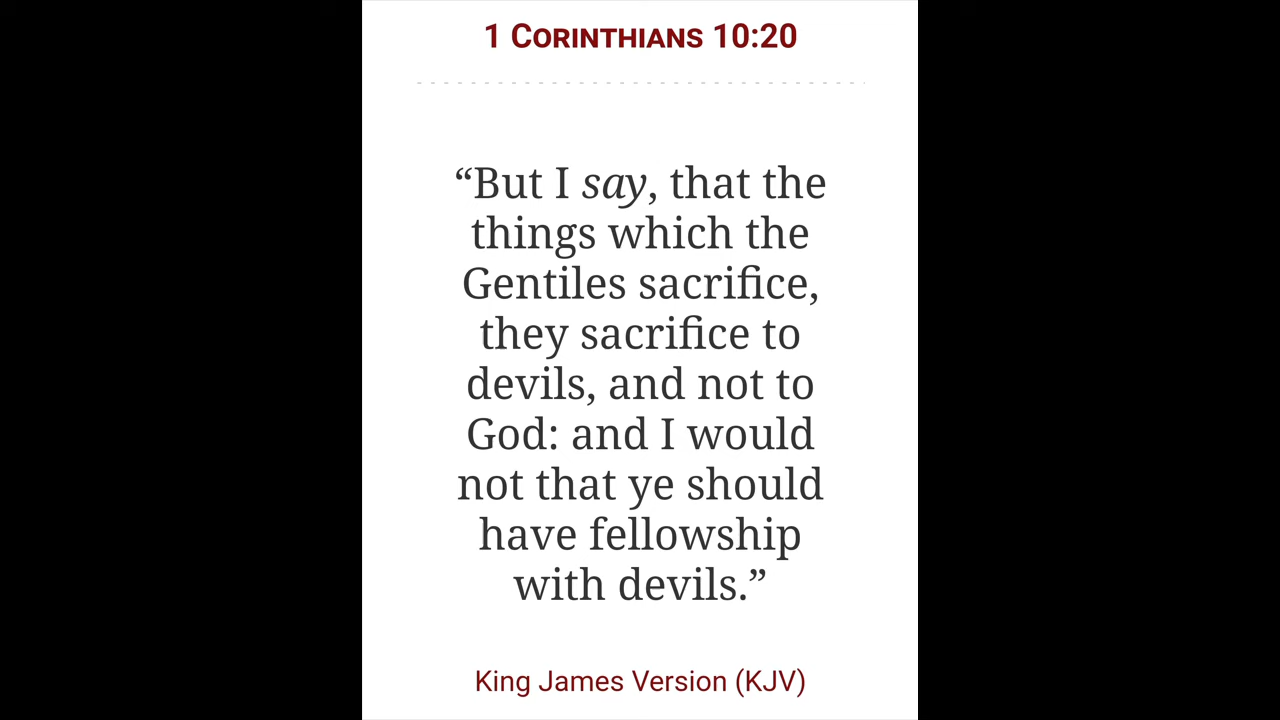 1 Corinthians 10:20
“But I say, that the
things which the
Gentiles sacrifice,
they sacrifice to
devils, and not to
God: and I would
not that ye should
have fellowship
with devils.”
King James Version (KJV)